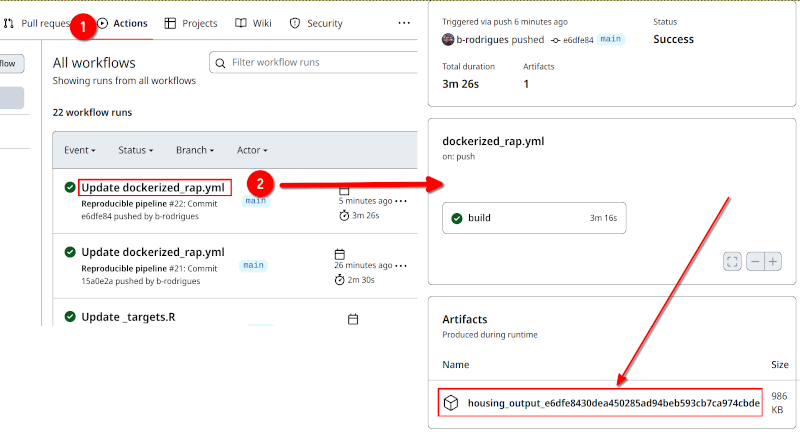 Pull reques
1
Actions
Projects
Wiki
Security
...
flow
All workflows
Filter workflow runs
Showing runs from all workflows
22 workflow runs
Event
Status
Branch
Actor
Update dockerized_rap.yml
2
main
5 minutes ago ...
Reproducible pipeline #22: Commit
e6dfe84 pushed by b-rodrigues
3m 26s
Update dockerized_rap.yml
main
26 minutes ago ...
Reproducible pipeline #21: Commit
15a0e2a pushed by b-rodrigues
2m 30s
Update _targets.R
Triggered via push 6 minutes ago
Status
b-rodrigues pushed e6dfe84 main
Success
Total duration
Artifacts
3m 26s
1
dockerized_rap.yml
on: push
build
3m 16s
Artifacts
Produced during runtime
Name
Size
housing_output_e6dfe8430dea450285ad94beb593cb7ca974cbde
986
KB